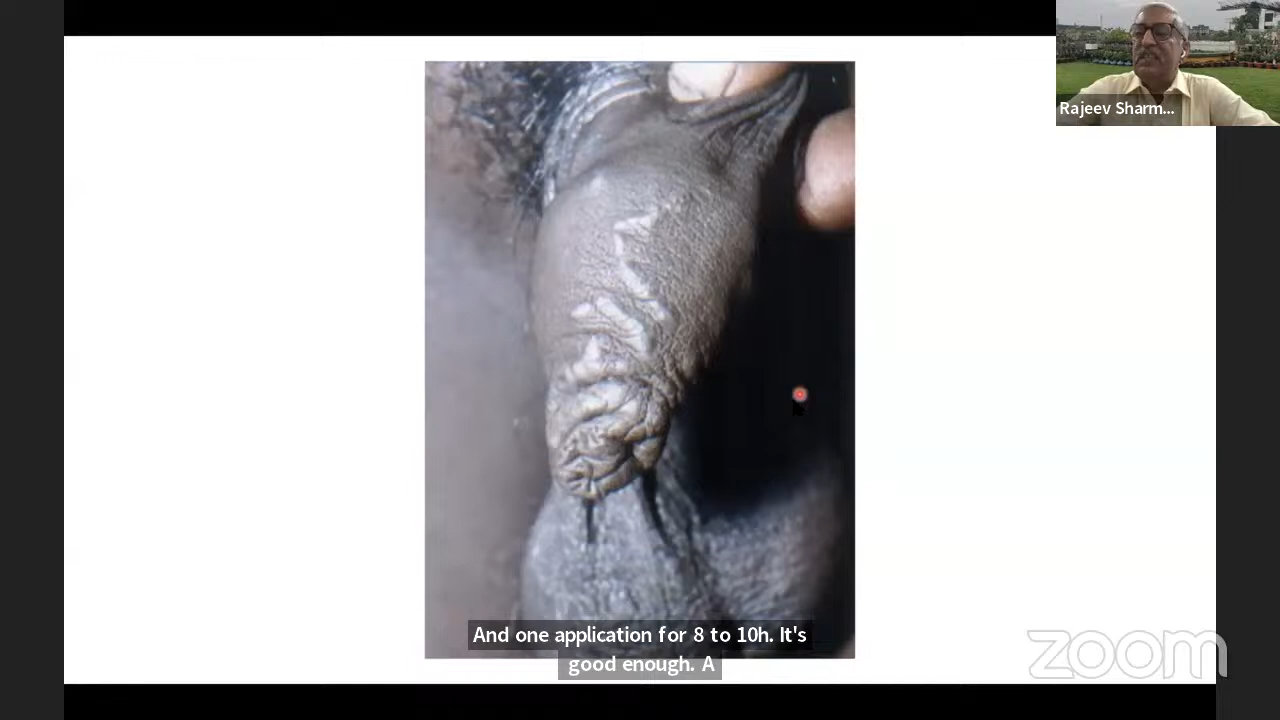 Rajeev Sharm...
And one application for 8 to 10h. It's
good enough. A
zoom